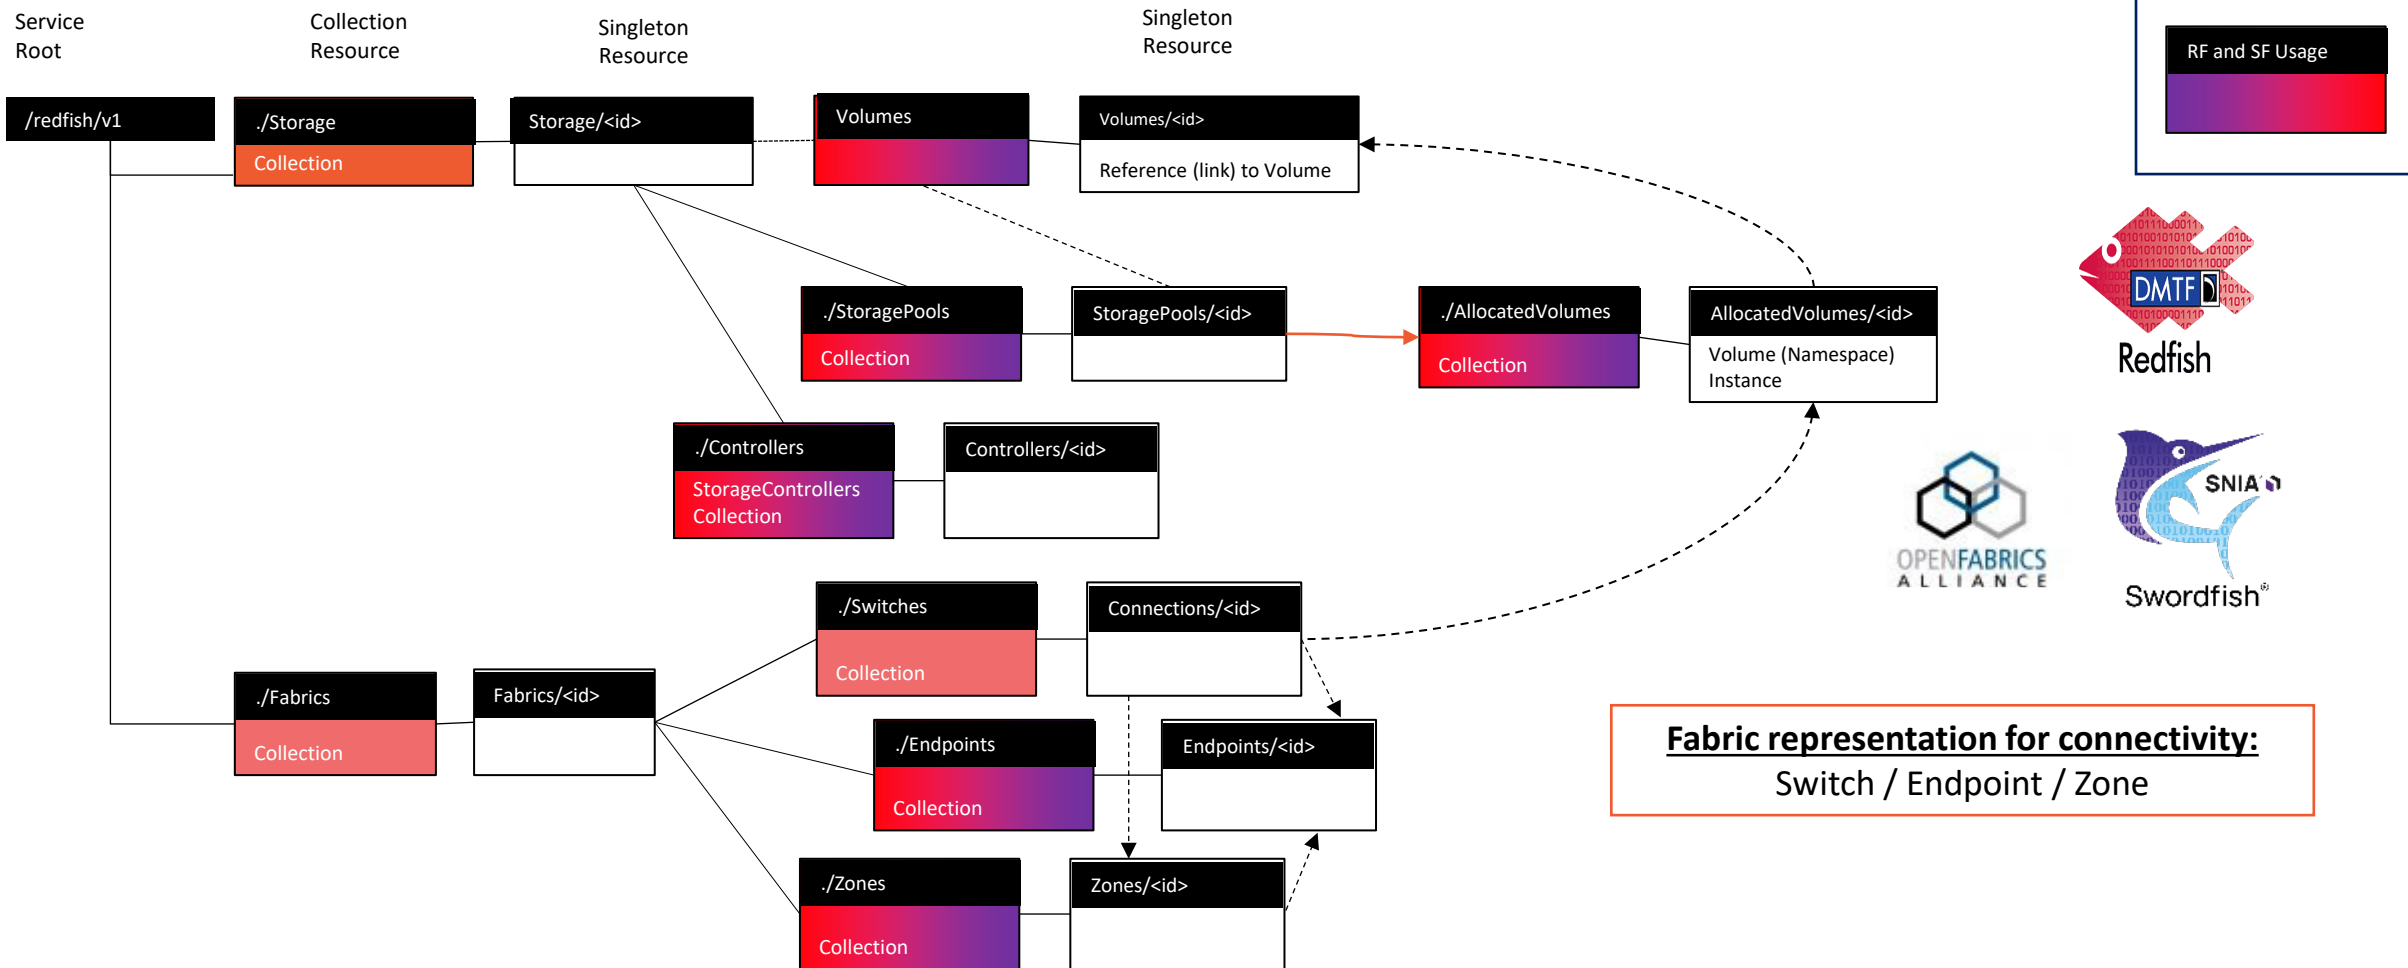 Service
Root
Collection
Resource
Singleton
Resource
Singleton
Resource
RF and SF Usage
/redfish/v1
./Storage
Collection
Storage/<id>
Volumes
Volumes/<id>
Reference (link) to Volume
./StoragePools
Collection
StoragePools/<id>
./AllocatedVolumes
Collection
AllocatedVolumes/<id>
Volume (Namespace)
Instance
DMTF
Redfish
./Controllers
StorageControllers
Collection
Controllers/<id>
OPENFABRICS
ALLIANCE
SNIA
Swordfish®
./Switches
Collection
Connections/<id>
./Fabrics
Collection
Fabrics/<id>
./Endpoints
Collection
Endpoints/<id>
Fabric representation for connectivity:
Switch / Endpoint / Zone
./Zones
Collection
Zones/<id>